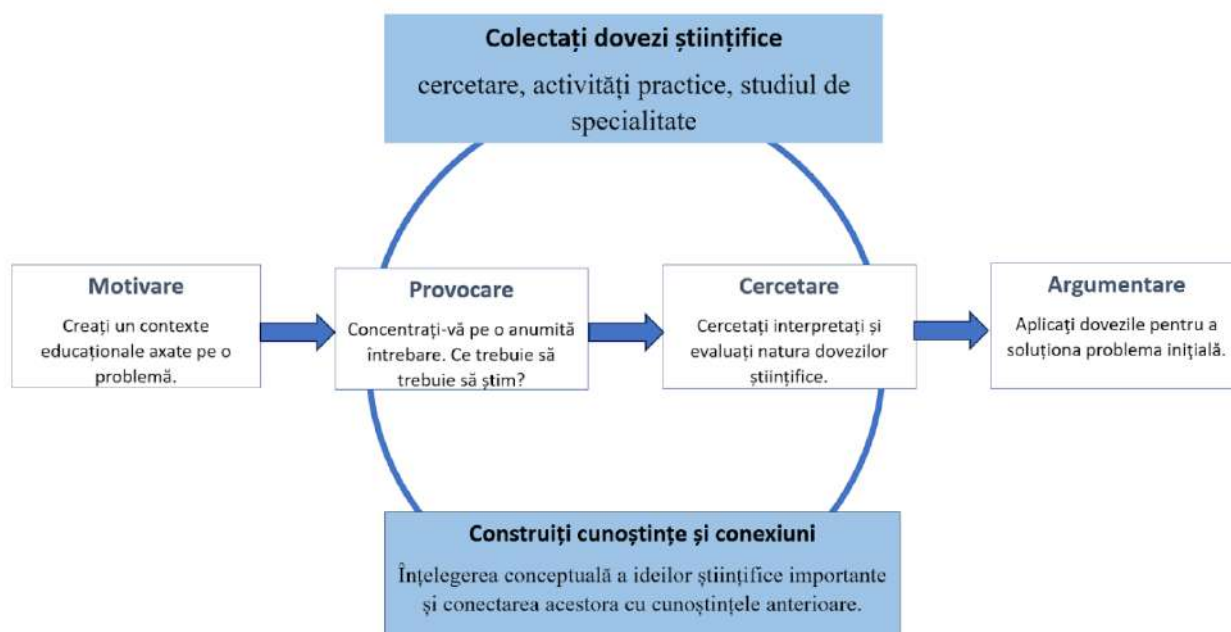 Colectați dovezi științifice
cercetare, activități practice, studiul de
specialitate
Motivare
Creați un contexte
educaționale axate pe o
problemă.
Provocare
Concentrați-vă pe o anumită
întrebare. Ce trebuie să
trebuie să știm?
Cercetare
Cercetați interpretați și
evaluați natura dovezilor
științifice.
Argumentare
Aplicați dovezile pentru a
soluționa problema inițială.
Construiți cunoștințe și conexiuni
Înțelegerea conceptuală a ideilor științifice importante
și conectarea acestora cu cunoștințele anterioare.